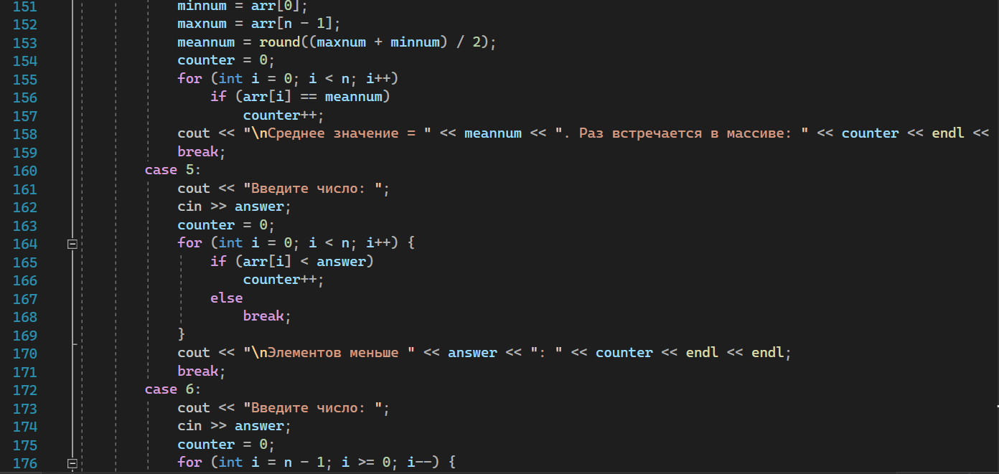 151 minnum = arr[0];
152 maxnum = arr[n - 1];
153 meannum = round((maxnum + minnum) / 2);
154 counter = 0;
155 for (int i = 0; i < n; i++)
156 if (arr[i] == meannum)
157 counter++;
158 cout << "\nСреднее значение = " << meannum << ". Раз встречается в массиве: " << counter << endl <<
159 break;
160 case 5:
161 cout << "Введите число: ";
162 cin >> answer;
163 counter = 0;
164 for (int i = 0; i < n; i++) {
165 if (arr[i] < answer)
166 counter++;
167 else
168 break;
169 }
170 cout << "\nЭлементов меньше " << answer << ": " << counter << endl << endl;
171 break;
172 case 6:
173 cout << "Введите число: ";
174 cin >> answer;
175 counter = 0;
176 for (int i = n - 1; i >= 0; i--) {